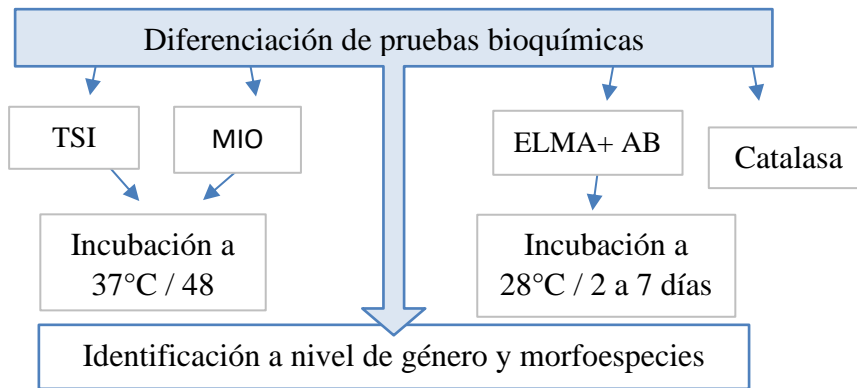 Diferenciación de pruebas bioquímicas
TSI
MIO
ELMA+ AB
Catalasa
Incubación a
37°C / 48
Incubación a
28°C / 2 a 7 días
Identificación a nivel de género y morfoespecies